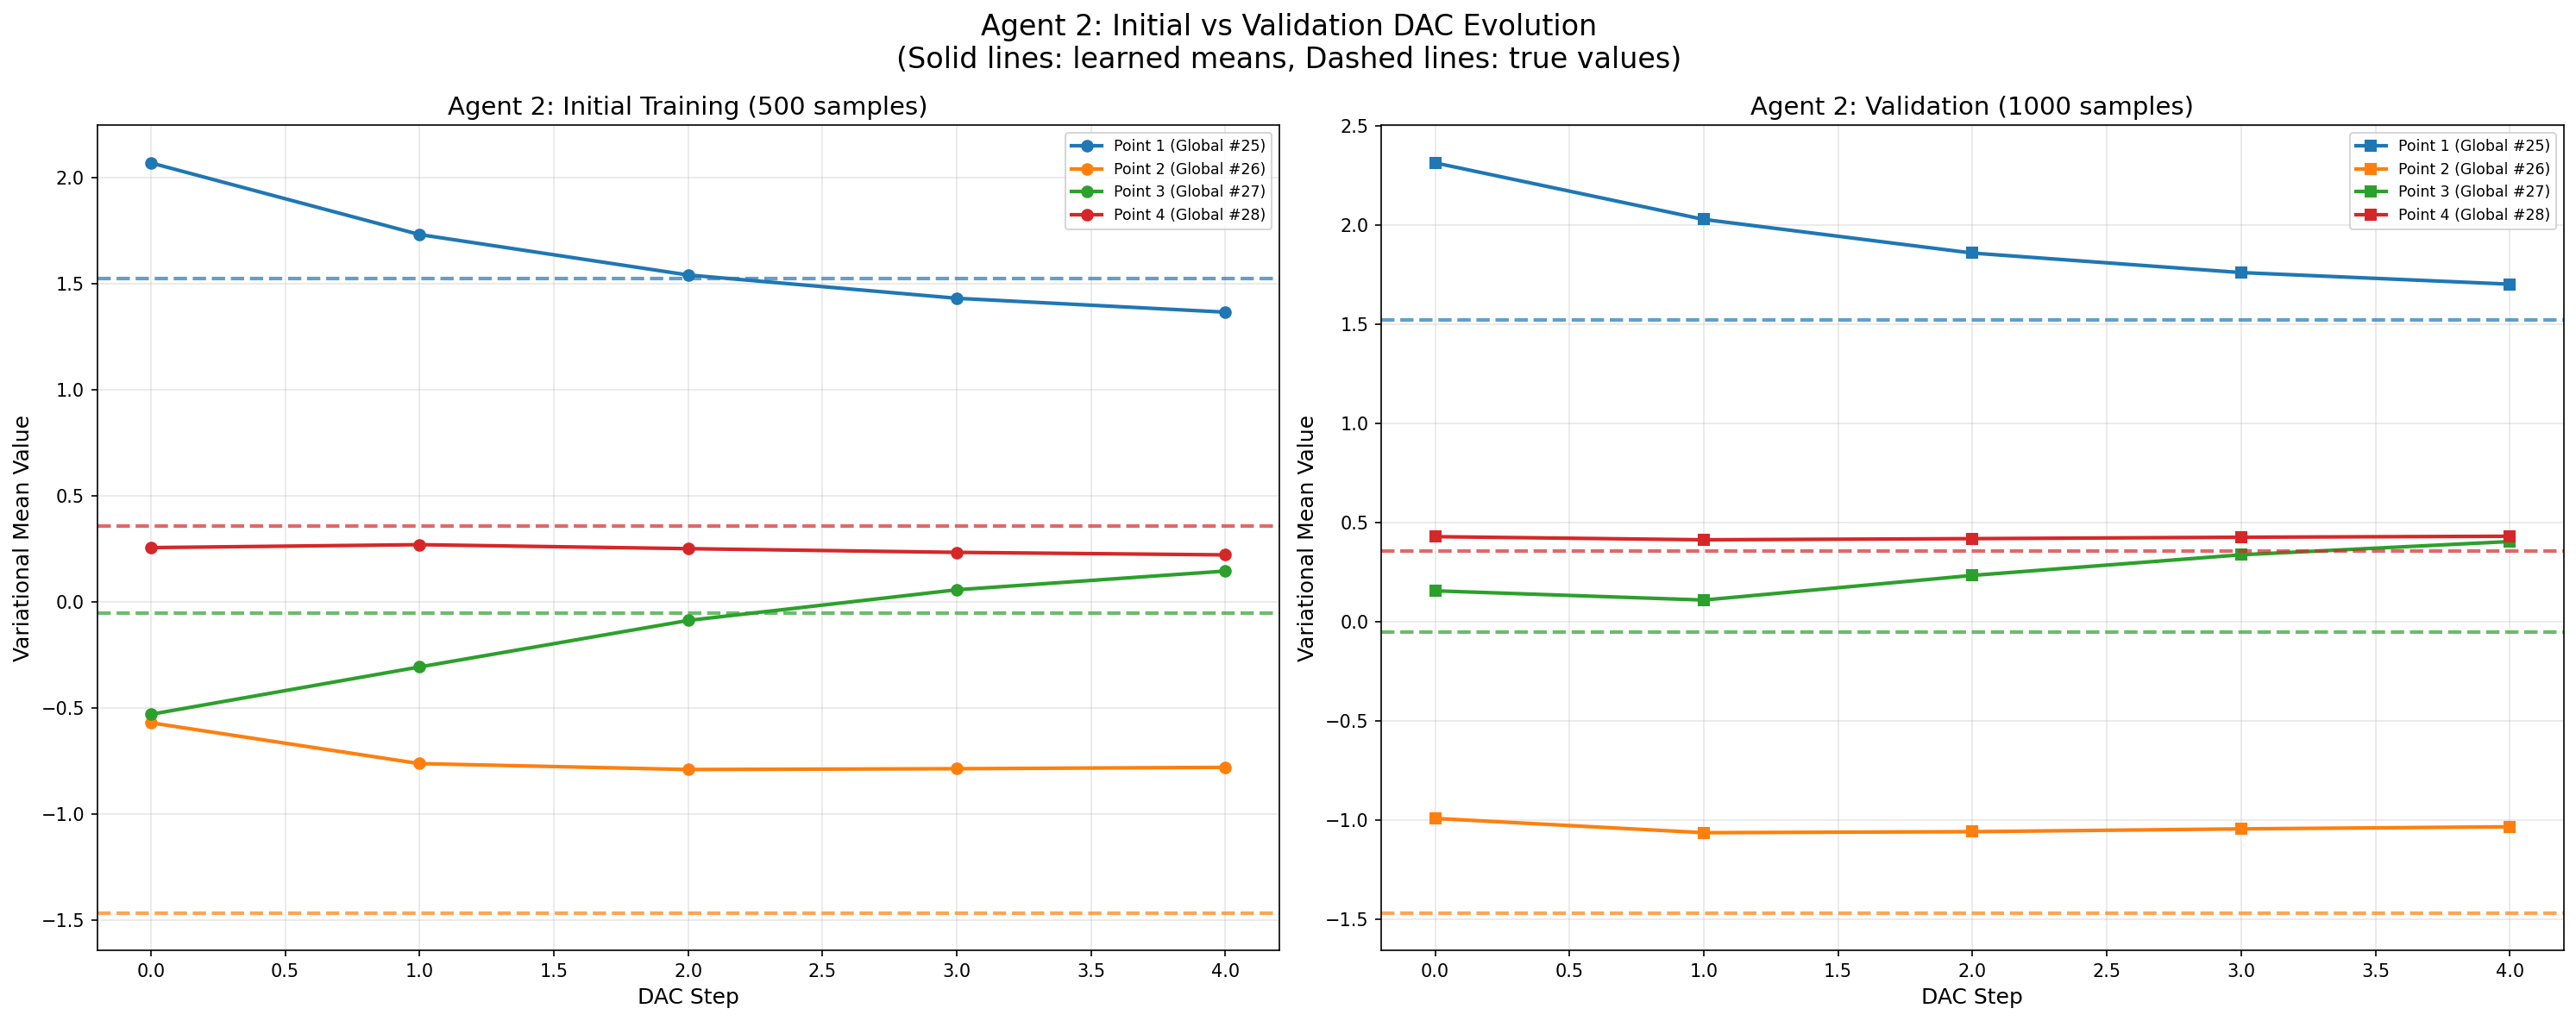 Agent 2: Initial vs Validation DAC Evolution
(Solid lines: learned means, Dashed lines: true values)
Agent 2: Initial Training (500 samples)
Variational Mean Value
2.0
1.5
1.0
0.5
0.0
−0.5
−1.0
−1.5
Point 1 (Global #25)
Point 2 (Global #26)
Point 3 (Global #27)
Point 4 (Global #28)
0.0 0.5 1.0 1.5 2.0 2.5 3.0 3.5 4.0
DAC Step
Agent 2: Validation (1000 samples)
Variational Mean Value
2.5
2.0
1.5
1.0
0.5
0.0
−0.5
−1.0
−1.5
Point 1 (Global #25)
Point 2 (Global #26)
Point 3 (Global #27)
Point 4 (Global #28)
0.0 0.5 1.0 1.5 2.0 2.5 3.0 3.5 4.0
DAC Step